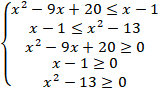 x² − 9x + 20 ≤ x − 1
x − 1 ≤ x² − 13
x² − 9x + 20 ≥ 0
x − 1 ≥ 0
x² − 13 ≥ 0